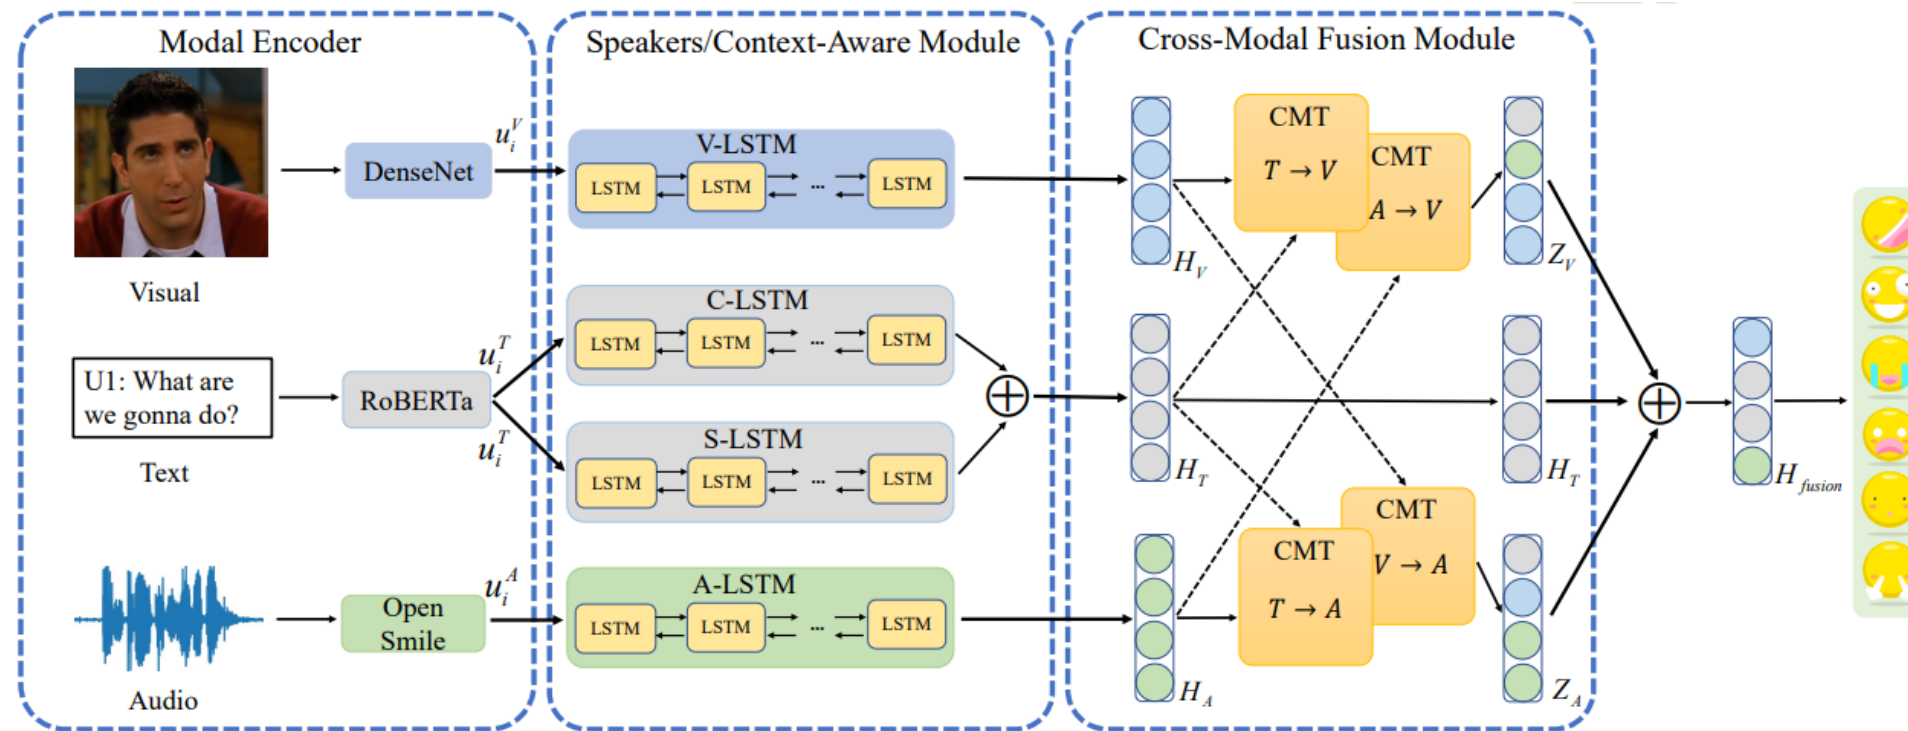 Modal Encoder
Speakers/Context-Aware Module
Cross-Modal Fusion Module
Visual
DenseNet
u_i^V
V-LSTM
LSTM
LSTM
...
LSTM
H_V
CMT
T → V
CMT
A → V
Z_V
U1: What are
we gonna do?
Text
RoBERTa
u_i^T
u_i^T
C-LSTM
LSTM
LSTM
...
LSTM
S-LSTM
LSTM
LSTM
...
LSTM
H_T
H_T
H_fusion
Audio
Open
Smile
u_i^A
A-LSTM
LSTM
LSTM
...
LSTM
H_A
CMT
T → A
CMT
V → A
Z_A